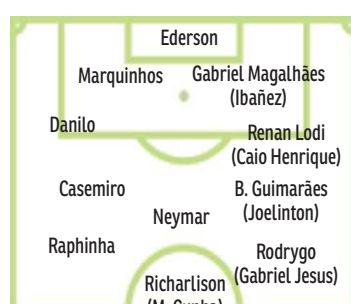 Ederson
Marquinhos
Gabriel Magalhães
(Ibañez)
Danilo
Renan Lodi
(Caio Henrique)
Casemiro
B. Guimarães
(Joelinton)
Neymar
Raphinha
Rodrygo
(Gabriel Jesus)
Richarlison
(M. Cunha)